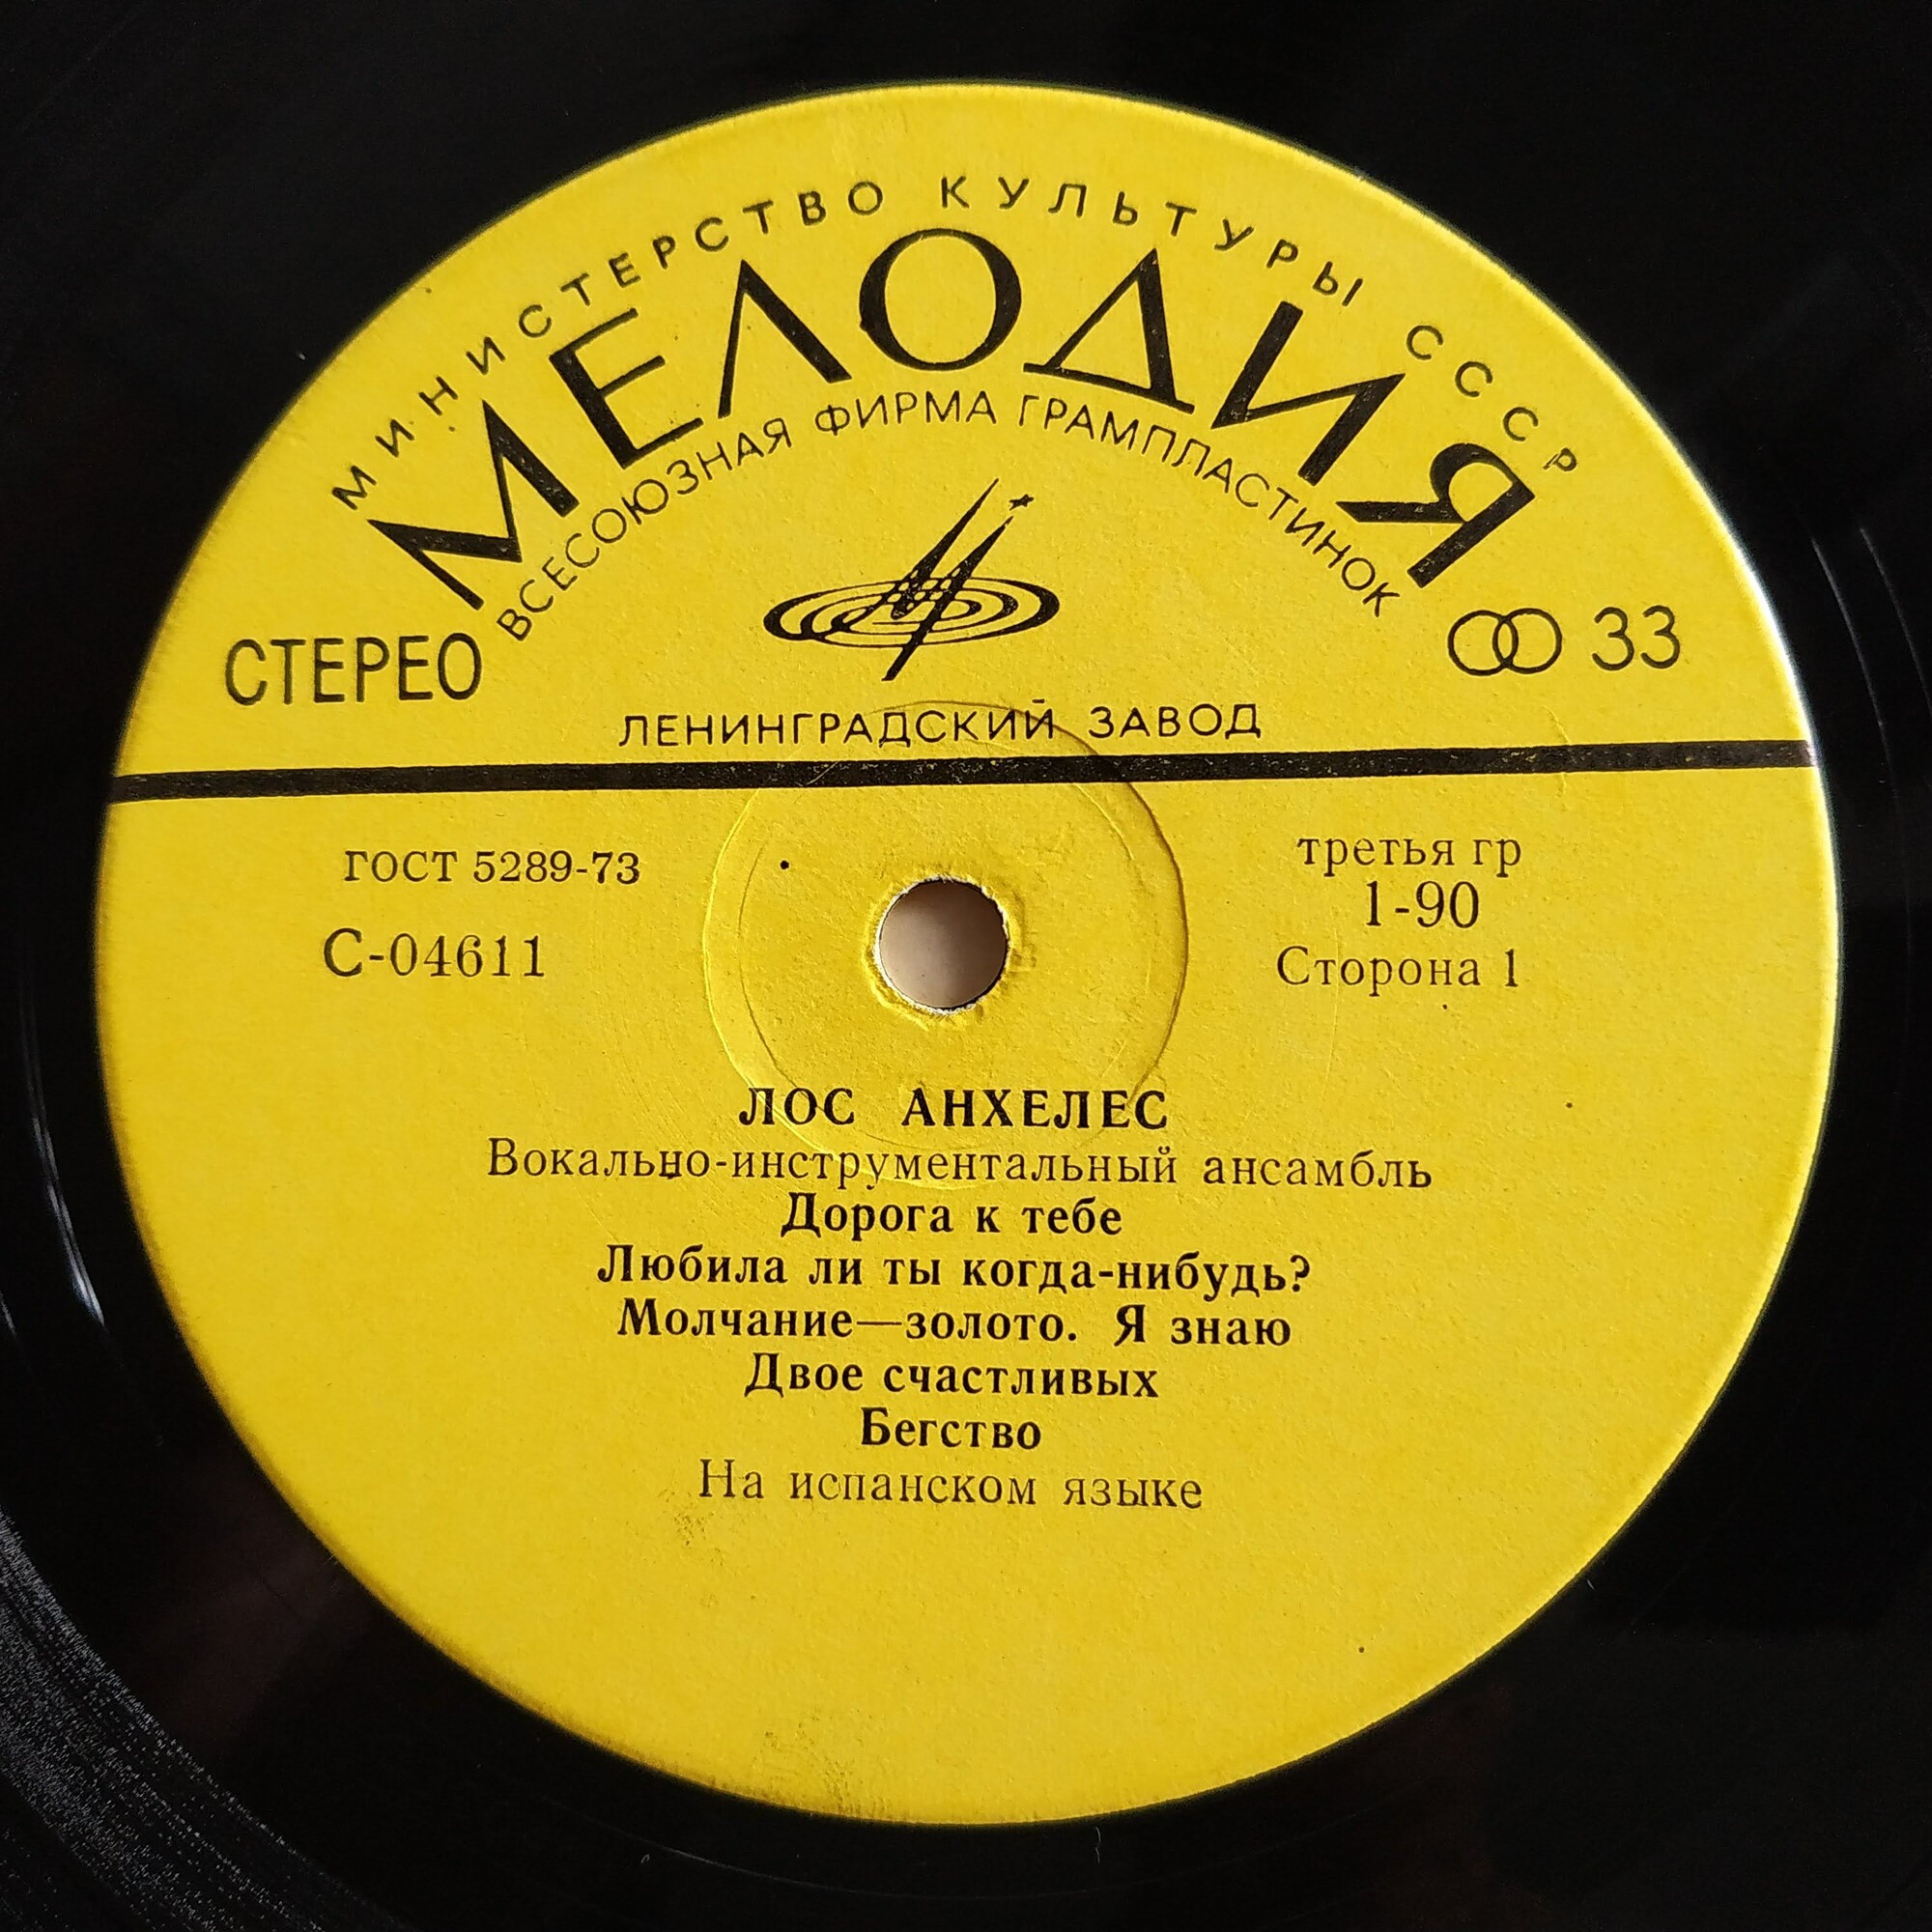 МИНИСТЕРСТВО КУЛЬТУРЫ СССР
МЕЛОДИЯ
ВСЕСОЮЗНАЯ ФИРМА ГРАМПЛАСТИНОК
СТЕРЕО
33
ЛЕНИНГРАДСКИЙ ЗАВОД
ГОСТ 5289-73
С-04611
третья гр
1-90
Сторона 1
ЛОС АНХЕЛЕС
Вокально-инструментальный ансамбль
Дорога к тебе
Любила ли ты когда-нибудь?
Молчание—золото. Я знаю
Двое счастливых
Бегство
На испанском языке